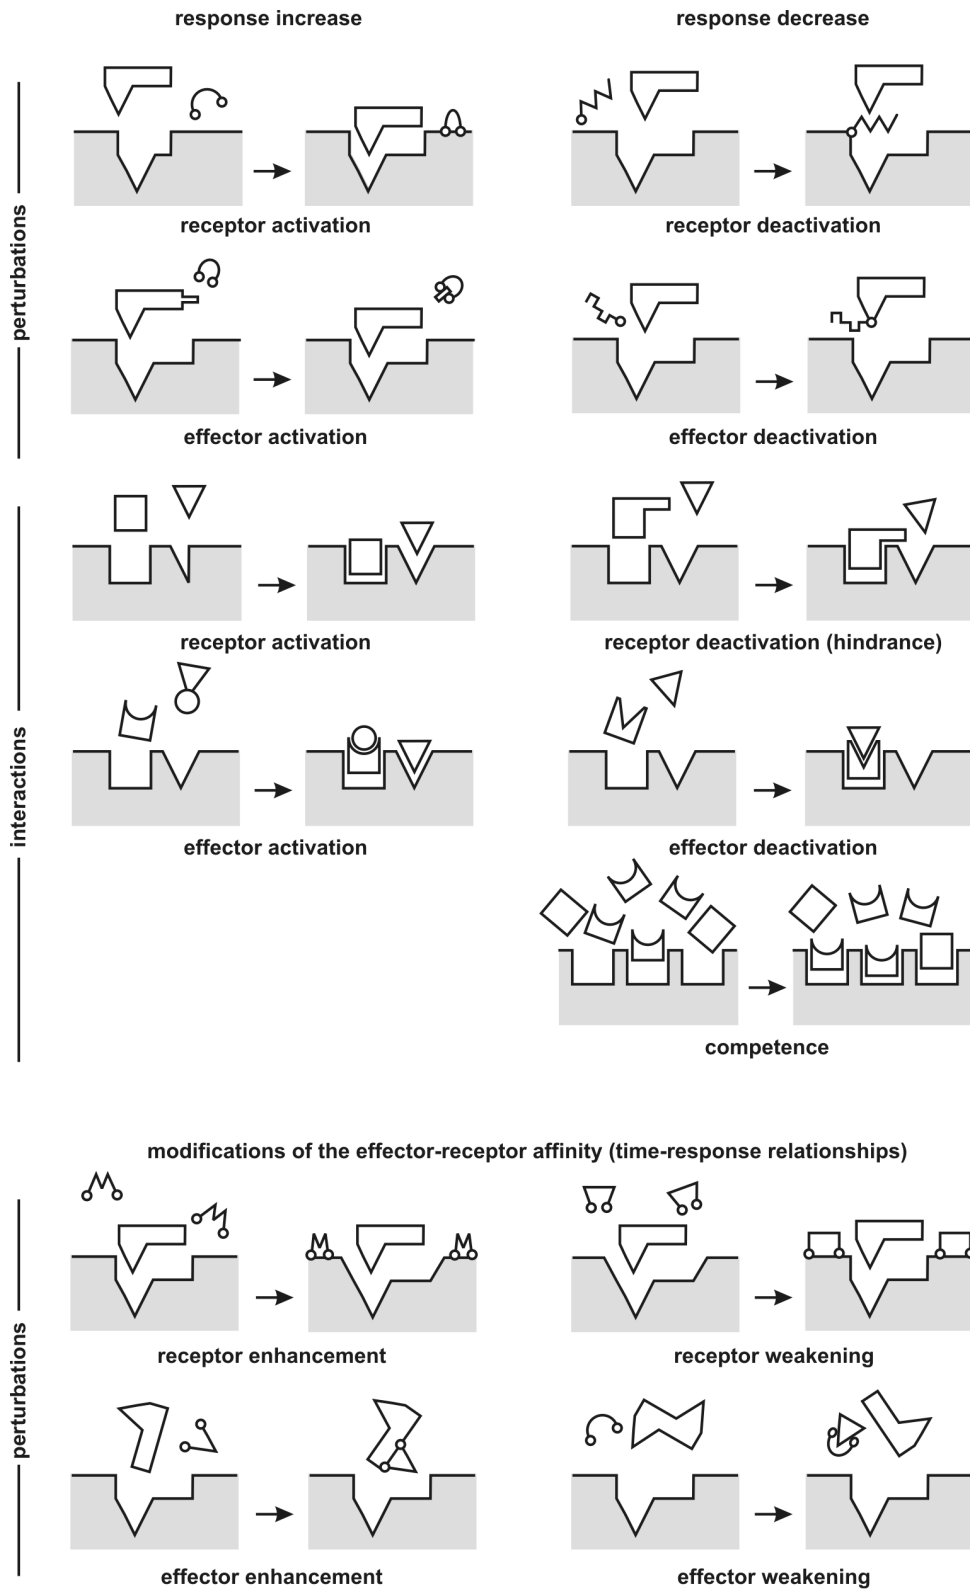 response increase
response decrease
perturbations
receptor activation
receptor deactivation
effector activation
effector deactivation
interactions
receptor activation
receptor deactivation (hindrance)
effector activation
effector deactivation
competence
modifications of the effector-receptor affinity (time-response relationships)
perturbations
receptor enhancement
receptor weakening
effector enhancement
effector weakening